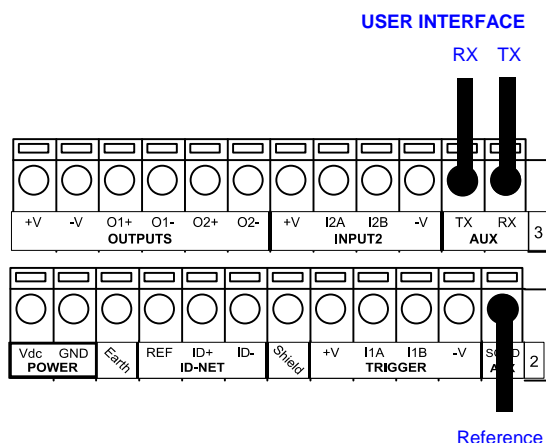 USER INTERFACE
RX TX
+V -V O1+ O1- O2+ O2- +V I2A I2B -V TX RX
OUTPUTS INPUT2 AUX 3
Vdc GND Earth REF ID+ ID- Shield +V I1A I1B -V
POWER ID-NET TRIGGER 2
Reference